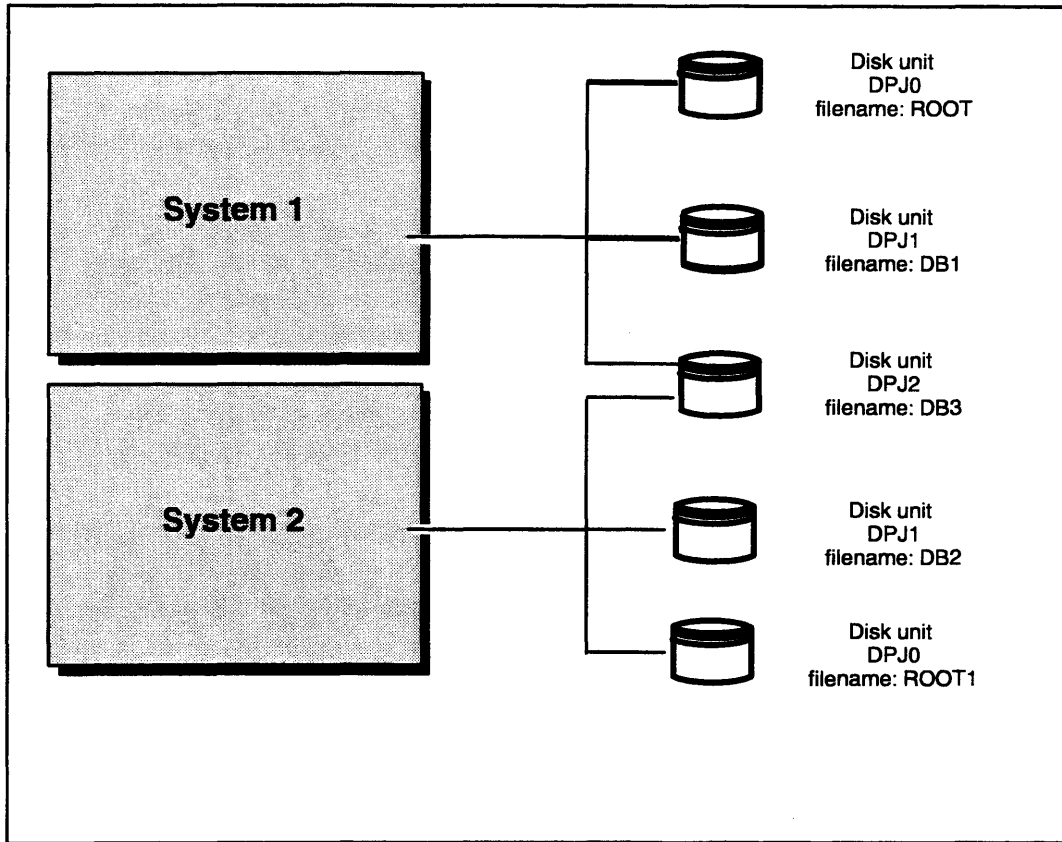 System 1
Disk unit
DPJ0
filename: ROOT
Disk unit
DPJ1
filename: DB1
Disk unit
DPJ2
filename: DB3
System 2
Disk unit
DPJ1
filename: DB2
Disk unit
DPJ0
filename: ROOT1